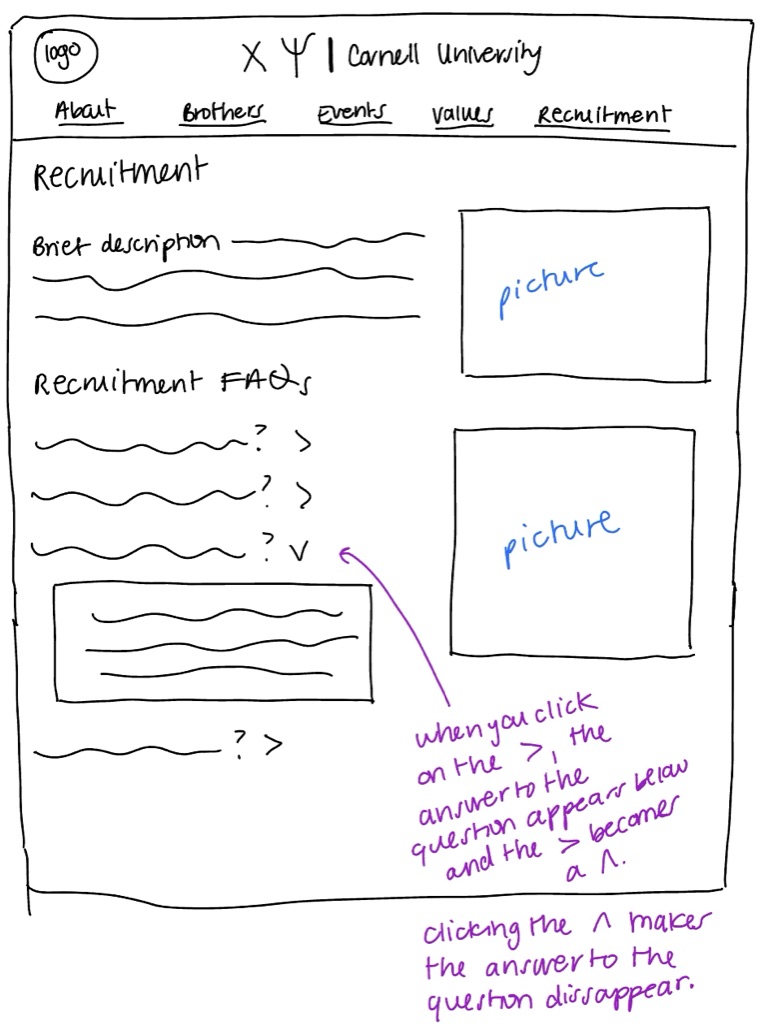 logo
X Ψ | Cornell University
About Brothers Events Values Recruitment
Recruitment
Brief description
picture
Recruitment FAQs
? >
? >
? v
picture
? >
when you click
on the >, the
answer to the
question appears below
and the > becomes
a ʌ.
clicking the ʌ makes
the answer to the
question dissappear.